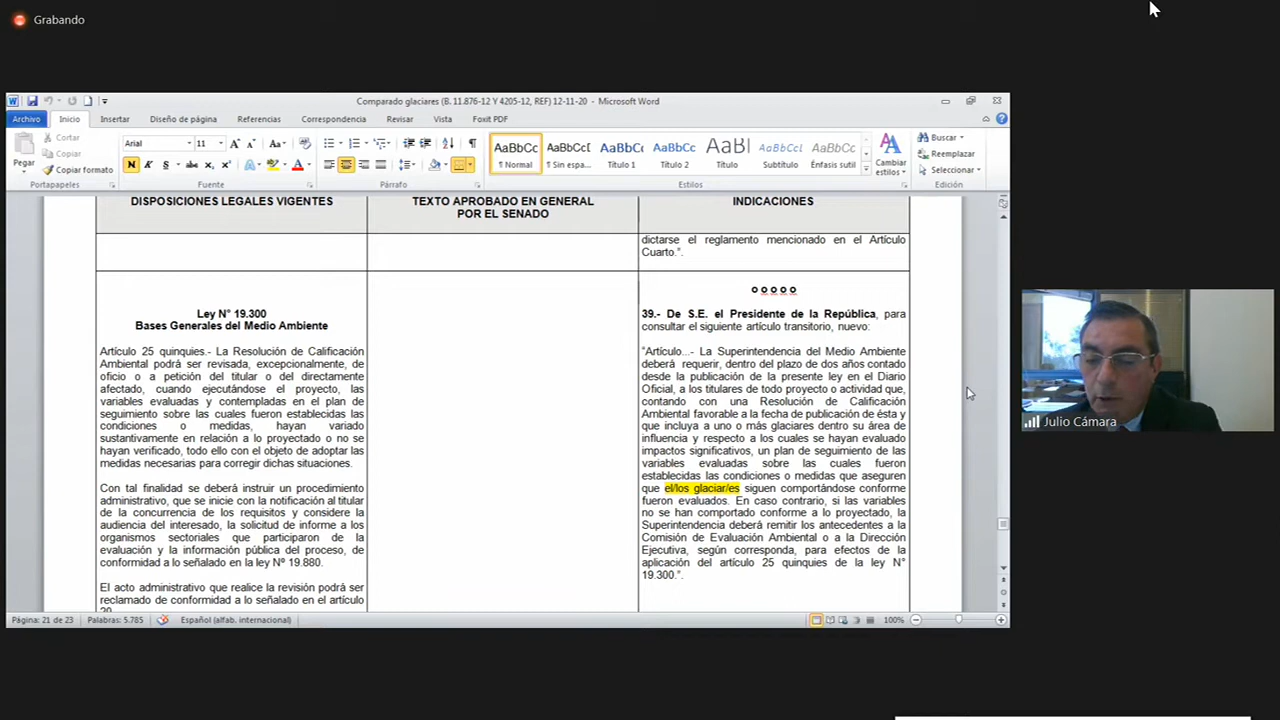 Grabando
Comparado glaciares (B. 11.876-12 Y 4205-12, REF) 12-11-20 - Microsoft Word
Archivo Inicio Insertar Diseño de página Referencias Correspondencia Revisar Vista Foxit PDF
Pegar
Cortar
Copiar
Copiar formato
Portapapeles
Arial 11
N K S abc x₂ x²
Fuente
Párrafo
AaBbCc AaBbCcI AaBbCc AaBbCc AaBbI AaBbCcI AaBbCc
¶ Normal ¶ Sin espa... Título 1 Título 2 Título Subtítulo Énfasis sutil
Cambiar estilos
Estilos
Buscar
Reemplazar
Seleccionar
Edición
DISPOSICIONES LEGALES VIGENTES
TEXTO APROBADO EN GENERAL
POR EL SENADO
INDICACIONES
dictarse el reglamento mencionado en el Artículo
Cuarto.”.
Ley N° 19.300
Bases Generales del Medio Ambiente
Artículo 25 quinquies.- La Resolución de Calificación
Ambiental podrá ser revisada, excepcionalmente, de
oficio o a petición del titular o del directamente
afectado, cuando ejecutándose el proyecto, las
variables evaluadas y contempladas en el plan de
seguimiento sobre las cuales fueron establecidas las
condiciones o medidas, hayan variado
sustantivamente en relación a lo proyectado o no se
hayan verificado, todo ello con el objeto de adoptar las
medidas necesarias para corregir dichas situaciones.
Con tal finalidad se deberá instruir un procedimiento
administrativo, que se inicie con la notificación al titular
de la concurrencia de los requisitos y considere la
audiencia del interesado, la solicitud de informe a los
organismos sectoriales que participaron de la
evaluación y la información pública del proceso, de
conformidad a lo señalado en la ley Nº 19.880.
El acto administrativo que realice la revisión podrá ser
reclamado de conformidad a lo señalado en el artículo
20.
o o o o o
39.- De S.E. el Presidente de la República, para
consultar el siguiente artículo transitorio, nuevo:
“Artículo...- La Superintendencia del Medio Ambiente
deberá requerir, dentro del plazo de dos años contado
desde la publicación de la presente ley en el Diario
Oficial, a los titulares de todo proyecto o actividad que,
contando con una Resolución de Calificación
Ambiental favorable a la fecha de publicación de ésta y
que incluya a uno o más glaciares dentro su área de
influencia y respecto a los cuales se hayan evaluado
impactos significativos, un plan de seguimiento de las
variables evaluadas sobre las cuales fueron
establecidas las condiciones o medidas que aseguren
que el/los glaciar/es siguen comportándose conforme
fueron evaluados. En caso contrario, si las variables
no se han comportado conforme a lo proyectado, la
Superintendencia deberá remitir los antecedentes a la
Comisión de Evaluación Ambiental o a la Dirección
Ejecutiva, según corresponda, para efectos de la
aplicación del artículo 25 quinquies de la ley N°
19.300.”.
Julio Cámara
Página: 21 de 23 Palabras: 5.785 Español (alfab. internacional) 100%